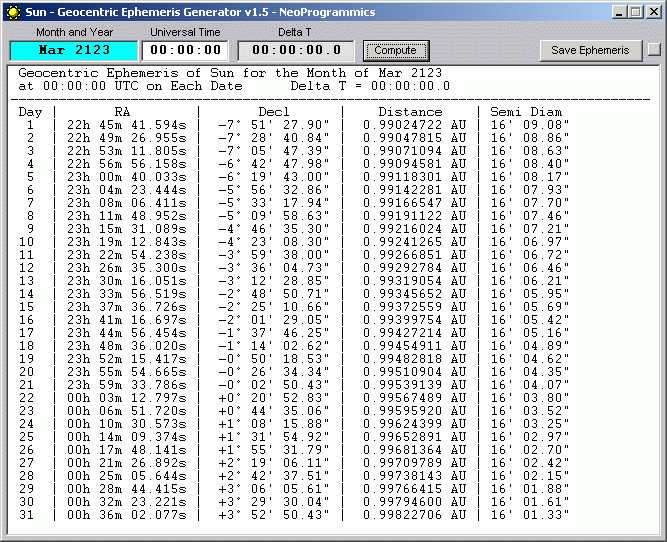 Sun - Geocentric Ephemeris Generator v1.5 - NeoProgrammics
Month and Year Universal Time Delta T
Mar 2123 00:00:00 00:00:00.0 Compute Save Ephemeris
Geocentric Ephemeris of Sun for the Month of Mar 2123
at 00:00:00 UTC on Each Date Delta T = 00:00:00.0
Day | RA | Decl | Distance | Semi Diam
1 | 22h 45m 41.594s | -7° 51' 27.90" | 0.99024722 AU | 16' 09.08"
2 | 22h 49m 26.955s | -7° 28' 40.84" | 0.99047815 AU | 16' 08.86"
3 | 22h 53m 11.805s | -7° 05' 47.39" | 0.99071094 AU | 16' 08.63"
4 | 22h 56m 56.158s | -6° 42' 47.98" | 0.99094581 AU | 16' 08.40"
5 | 23h 00m 40.033s | -6° 19' 43.00" | 0.99118301 AU | 16' 08.17"
6 | 23h 04m 23.444s | -5° 56' 32.86" | 0.99142281 AU | 16' 07.93"
7 | 23h 08m 06.411s | -5° 33' 17.94" | 0.99166547 AU | 16' 07.70"
8 | 23h 11m 48.952s | -5° 09' 58.63" | 0.99191122 AU | 16' 07.46"
9 | 23h 15m 31.089s | -4° 46' 35.30" | 0.99216024 AU | 16' 07.21"
10 | 23h 19m 12.843s | -4° 23' 08.30" | 0.99241265 AU | 16' 06.97"
11 | 23h 22m 54.238s | -3° 59' 38.00" | 0.99266851 AU | 16' 06.72"
12 | 23h 26m 35.300s | -3° 36' 04.73" | 0.99292784 AU | 16' 06.46"
13 | 23h 30m 16.051s | -3° 12' 28.85" | 0.99319054 AU | 16' 06.21"
14 | 23h 33m 56.519s | -2° 48' 50.71" | 0.99345652 AU | 16' 05.95"
15 | 23h 37m 36.726s | -2° 25' 10.66" | 0.99372559 AU | 16' 05.69"
16 | 23h 41m 16.697s | -2° 01' 29.05" | 0.99399754 AU | 16' 05.42"
17 | 23h 44m 56.454s | -1° 37' 46.25" | 0.99427214 AU | 16' 05.16"
18 | 23h 48m 36.020s | -1° 14' 02.62" | 0.99454911 AU | 16' 04.89"
19 | 23h 52m 15.417s | -0° 50' 18.53" | 0.99482818 AU | 16' 04.62"
20 | 23h 55m 54.665s | -0° 26' 34.34" | 0.99510904 AU | 16' 04.35"
21 | 23h 59m 33.786s | -0° 02' 50.43" | 0.99539139 AU | 16' 04.07"
22 | 00h 03m 12.797s | +0° 20' 52.83" | 0.99567489 AU | 16' 03.80"
23 | 00h 06m 51.720s | +0° 44' 35.06" | 0.99595920 AU | 16' 03.52"
24 | 00h 10m 30.573s | +1° 08' 15.88" | 0.99624399 AU | 16' 03.25"
25 | 00h 14m 09.374s | +1° 31' 54.92" | 0.99652891 AU | 16' 02.97"
26 | 00h 17m 48.141s | +1° 55' 31.79" | 0.99681364 AU | 16' 02.70"
27 | 00h 21m 26.892s | +2° 19' 06.11" | 0.99709789 AU | 16' 02.42"
28 | 00h 25m 05.644s | +2° 42' 37.51" | 0.99738143 AU | 16' 02.15"
29 | 00h 28m 44.415s | +3° 06' 05.61" | 0.99766415 AU | 16' 01.88"
30 | 00h 32m 23.221s | +3° 29' 30.04" | 0.99794600 AU | 16' 01.61"
31 | 00h 36m 02.077s | +3° 52' 50.43" | 0.99822706 AU | 16' 01.33"